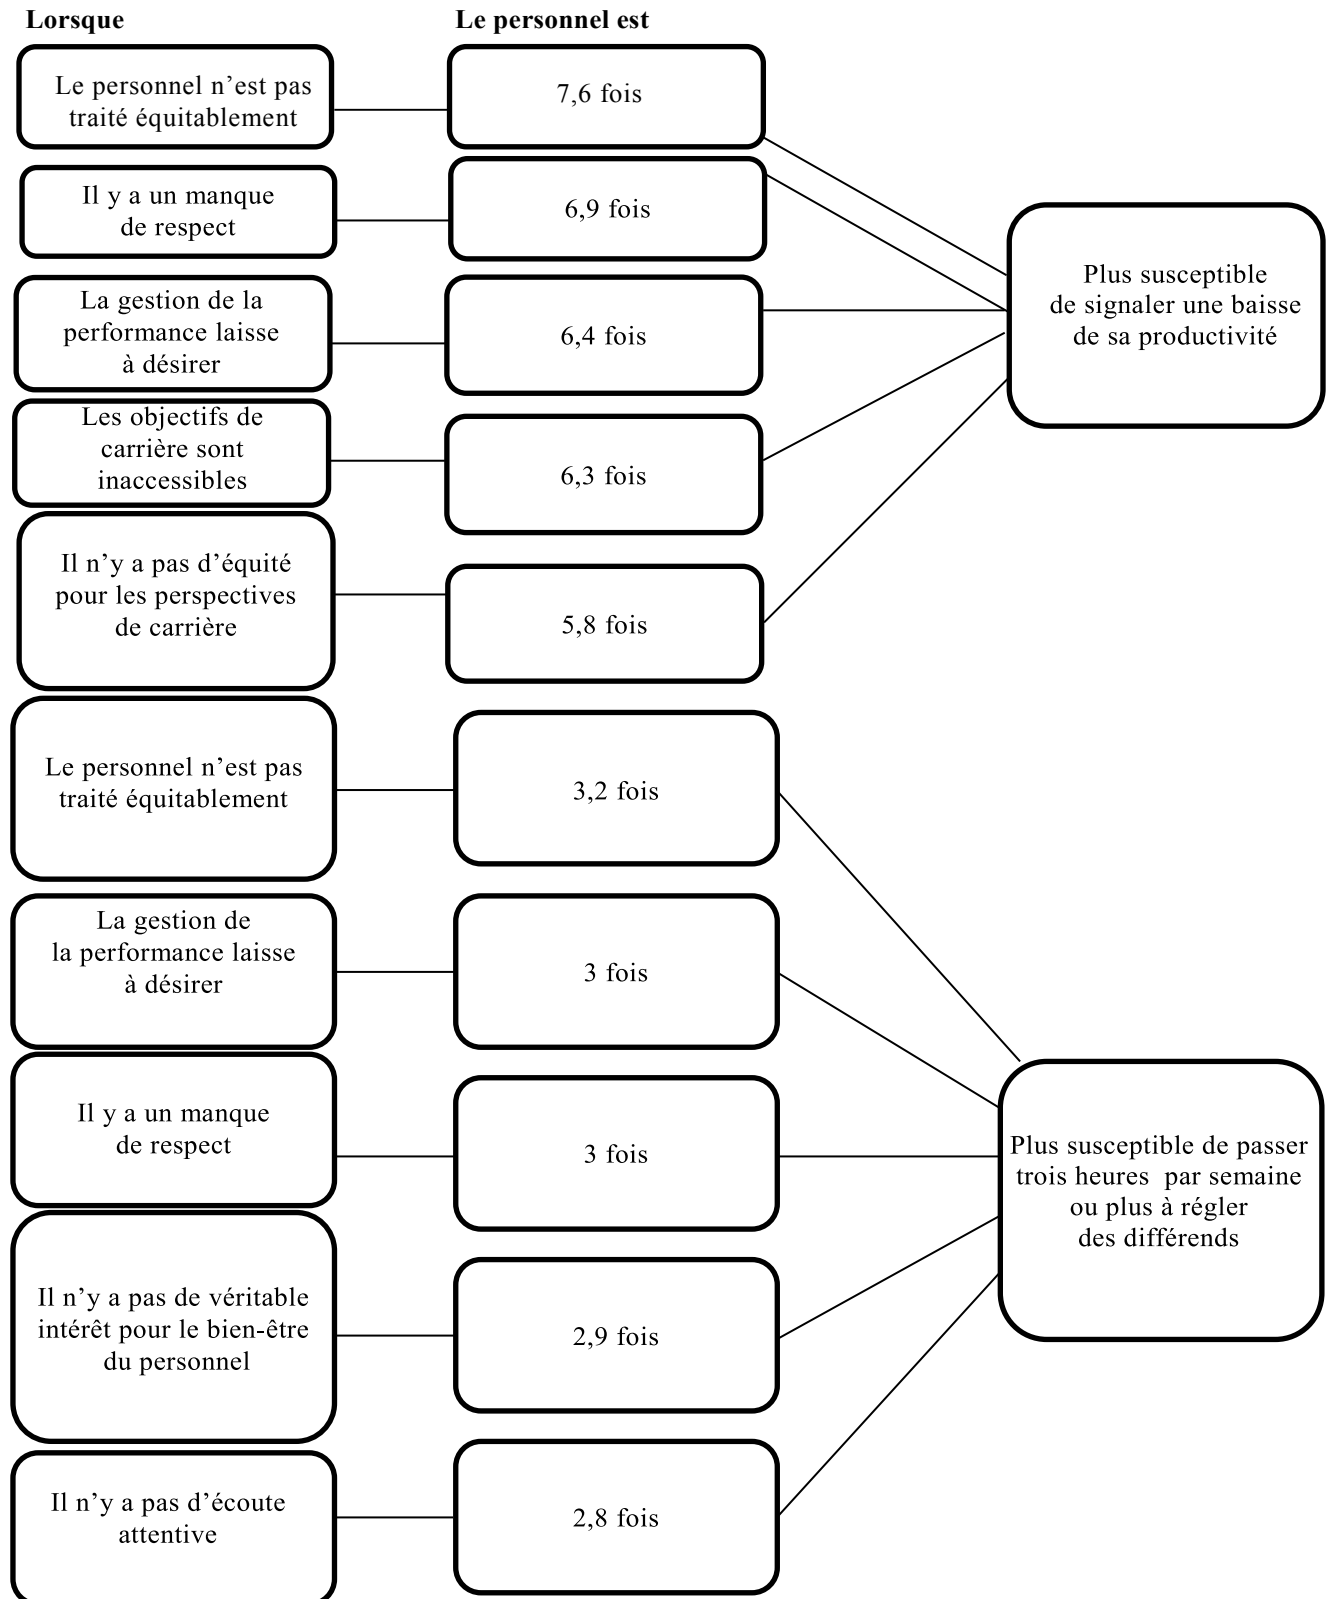 Lorsque
Le personnel est
Le personnel n’est pas
traité équitablement
7,6 fois
Il y a un manque
de respect
6,9 fois
La gestion de la
performance laisse
à désirer
6,4 fois
Les objectifs de
carrière sont
inaccessibles
6,3 fois
Il n’y a pas d’équité
pour les perspectives
de carrière
5,8 fois
Plus susceptible
de signaler une baisse
de sa productivité
Le personnel n’est pas
traité équitablement
3,2 fois
La gestion de
la performance laisse
à désirer
3 fois
Il y a un manque
de respect
3 fois
Il n’y a pas de véritable
intérêt pour le bien-être
du personnel
2,9 fois
Il n’y a pas d’écoute
attentive
2,8 fois
Plus susceptible de passer
trois heures  par semaine
ou plus à régler
des différends